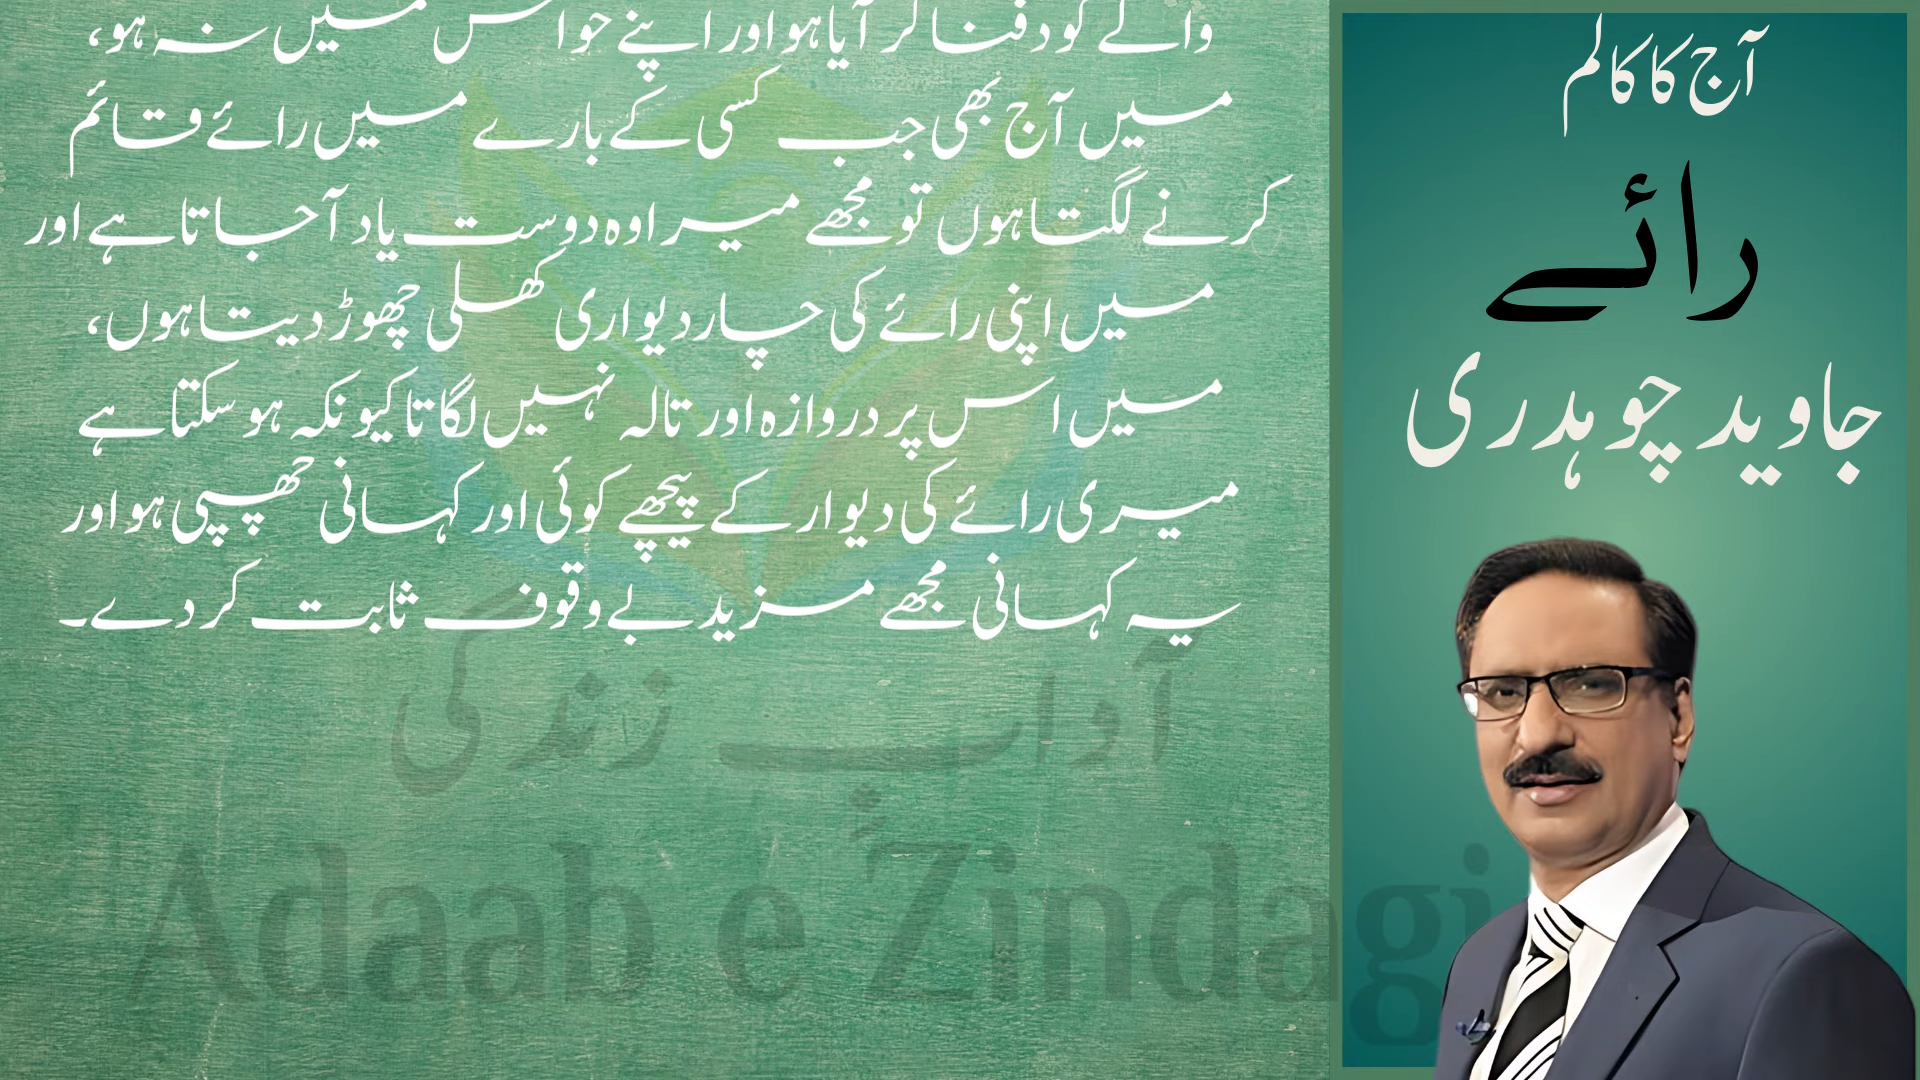 والے کو دفنا کر آیا ہو اور اپنے حواس میں نہ ہو،
میں آج بھی جب کسی کے بارے میں رائے قائم
کرنے لگتا ہوں تو مجھے میرا وہ دوست یاد آ جاتا ہے اور
میں اپنی رائے کی چار دیواری کھلی چھوڑ دیتا ہوں،
میں اس پر دروازہ اور تالہ نہیں لگاتا کیونکہ ہو سکتا ہے
میری رائے کی دیوار کے پیچھے کوئی اور کہانی چھپی ہو اور
یہ کہانی مجھے مزید بے وقوف ثابت کر دے۔
آدابِ زندگی
Adaab e Zindagi
آج کا کالم
رائے
جاوید چوہدری